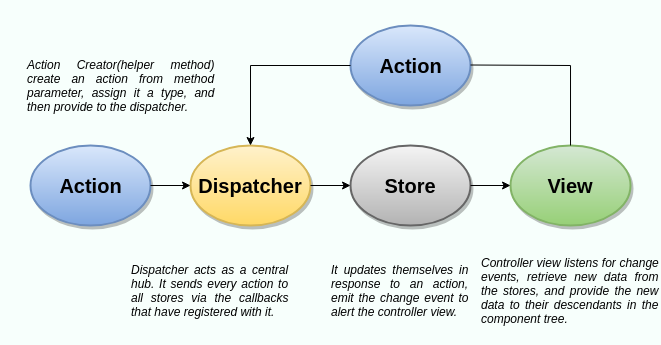 Action
Action Creator(helper method)
create an action from method
parameter, assign it a type, and
then provide to the dispatcher.
Action
Dispatcher
Store
View
Dispatcher acts as a central
hub. It sends every action to
all stores via the callbacks
that have registered with it.
It updates themselves in
response to an action,
emit the change event to
alert the controller view.
Controller view listens for change
events, retrieve new data from
the stores, and provide the new
data to their descendants in the
component tree.